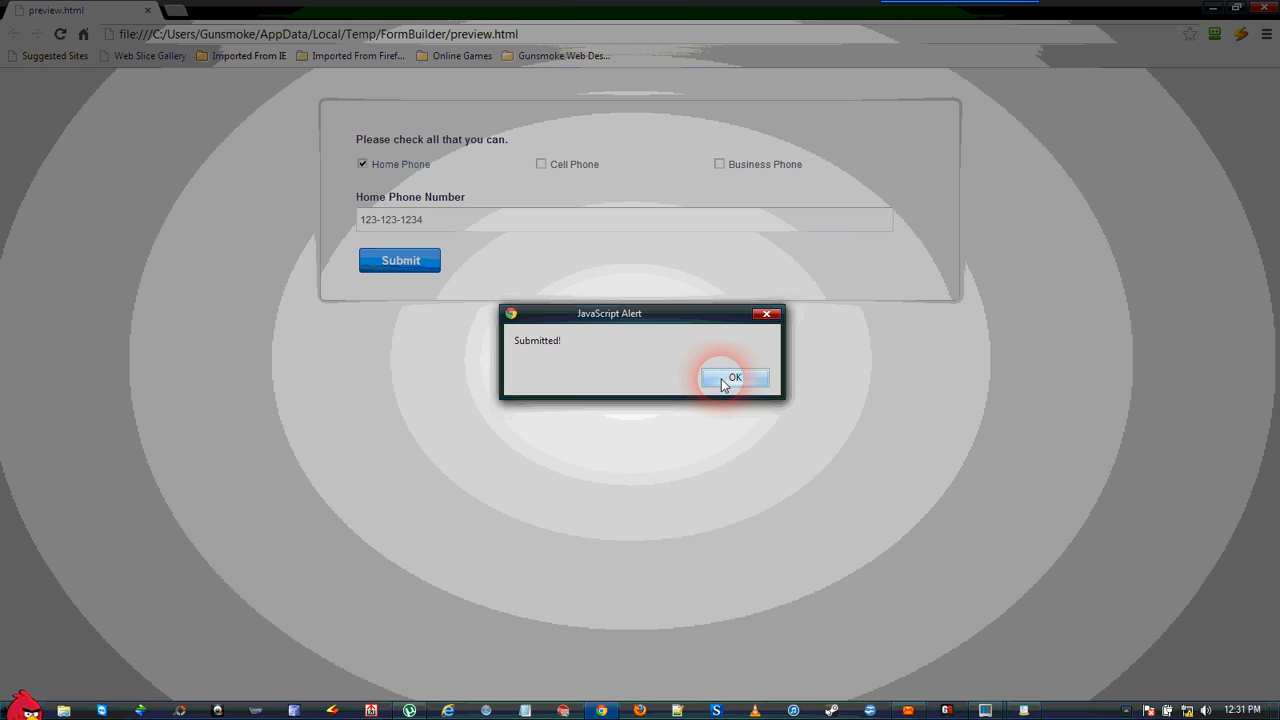 preview.html
file:///C:/Users/Gunsmoke/AppData/Local/Temp/FormBuilder/preview.html
Suggested Sites Web Slice Gallery Imported From IE Imported From Firef... Online Games Gunsmoke Web Des...
Please check all that you can.
Home Phone Cell Phone Business Phone
Home Phone Number
123-123-1234
Submit
JavaScript Alert
Submitted!
OK
12:31 PM